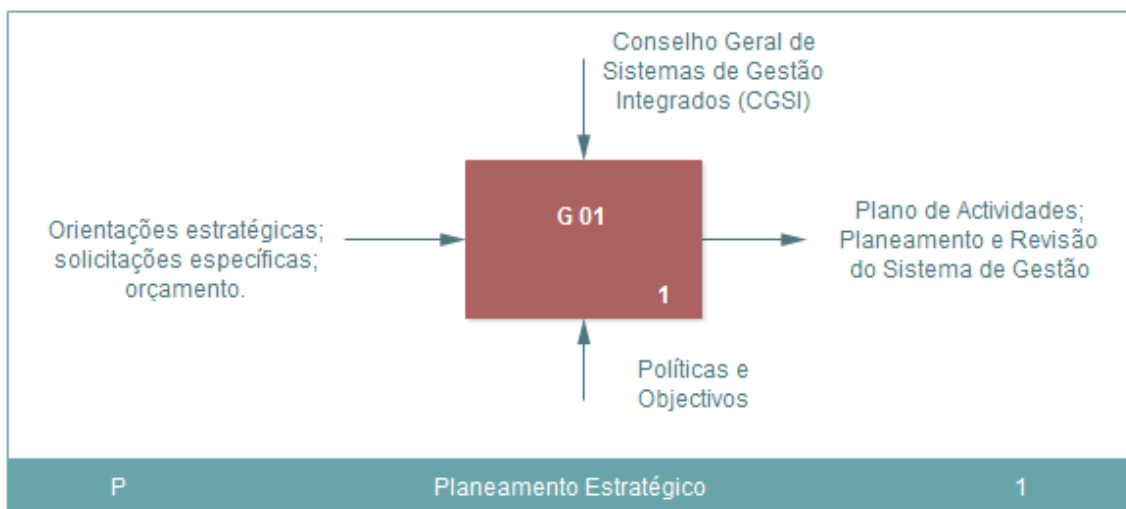 Conselho Geral de
Sistemas de Gestão
Integrados (CGSI)
Orientações estratégicas;
solicitações específicas;
orçamento.
G 01
1
Plano de Actividades;
Planeamento e Revisão
do Sistema de Gestão
Políticas e
Objectivos
P
Planeamento Estratégico
1